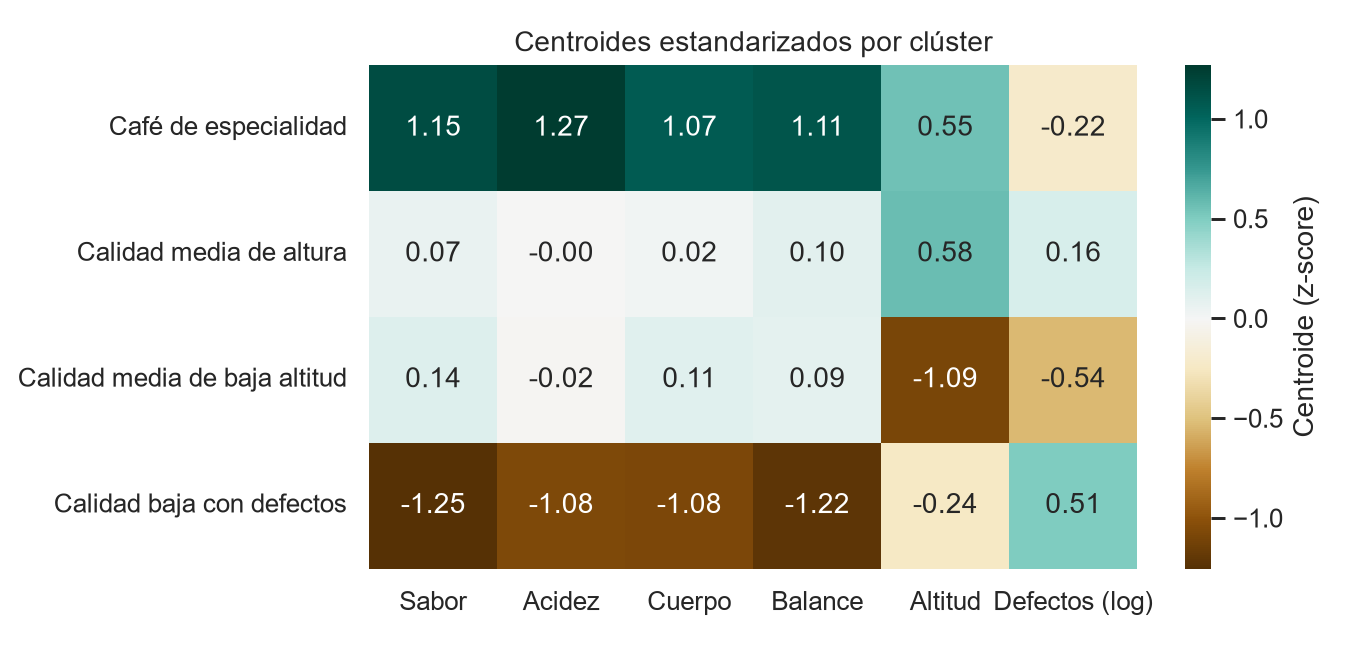 Centroides estandarizados por clúster
Café de especialidad 1.15 1.27 1.07 1.11 0.55 -0.22
Calidad media de altura 0.07 -0.00 0.02 0.10 0.58 0.16
Calidad media de baja altitud 0.14 -0.02 0.11 0.09 -1.09 -0.54
Calidad baja con defectos -1.25 -1.08 -1.08 -1.22 -0.24 0.51
Sabor Acidez Cuerpo Balance Altitud Defectos (log)
1.0
0.5
0.0
−0.5
−1.0
Centroide (z-score)